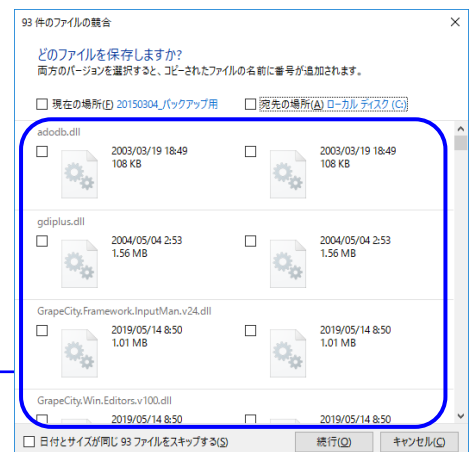 93 件のファイルの競合
どのファイルを保存しますか?
両方のバージョンを選択すると、コピーされたファイルの名前に番号が追加されます。
現在の場所(F) 20150304_バックアップ用 宛先の場所(A) ローカル ディスク (C:)
adodb.dll
2003/03/19 18:49 2003/03/19 18:49
108 KB 108 KB
gdiplus.dll
2004/05/04 2:53 2004/05/04 2:53
1.56 MB 1.56 MB
GrapeCity.Framework.InputMan.v24.dll
2019/05/14 8:50 2019/05/14 8:50
1.01 MB 1.01 MB
GrapeCity.Win.Editors.v100.dll
2019/05/14 8:50 2019/05/14 8:50
日付とサイズが同じ 93 ファイルをスキップする(S) 続行(O) キャンセル(C)